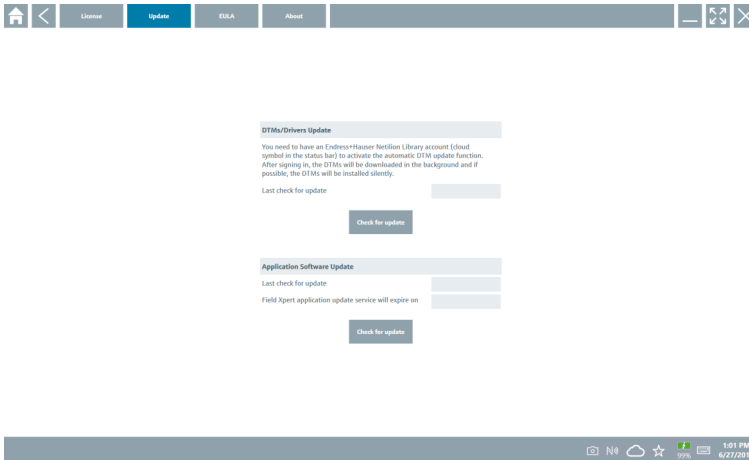 License Update EULA About
DTMs/Drivers Update
You need to have an Endress+Hauser Netilion Library account (cloud
symbol in the status bar) to activate the automatic DTM update function.
After signing in, the DTMs will be downloaded in the background and if
possible, the DTMs will be installed silently.
Last check for update
Check for update
Application Software Update
Last check for update
Field Xpert application update service will expire on
Check for update
99%
1:01 PM
6/27/201